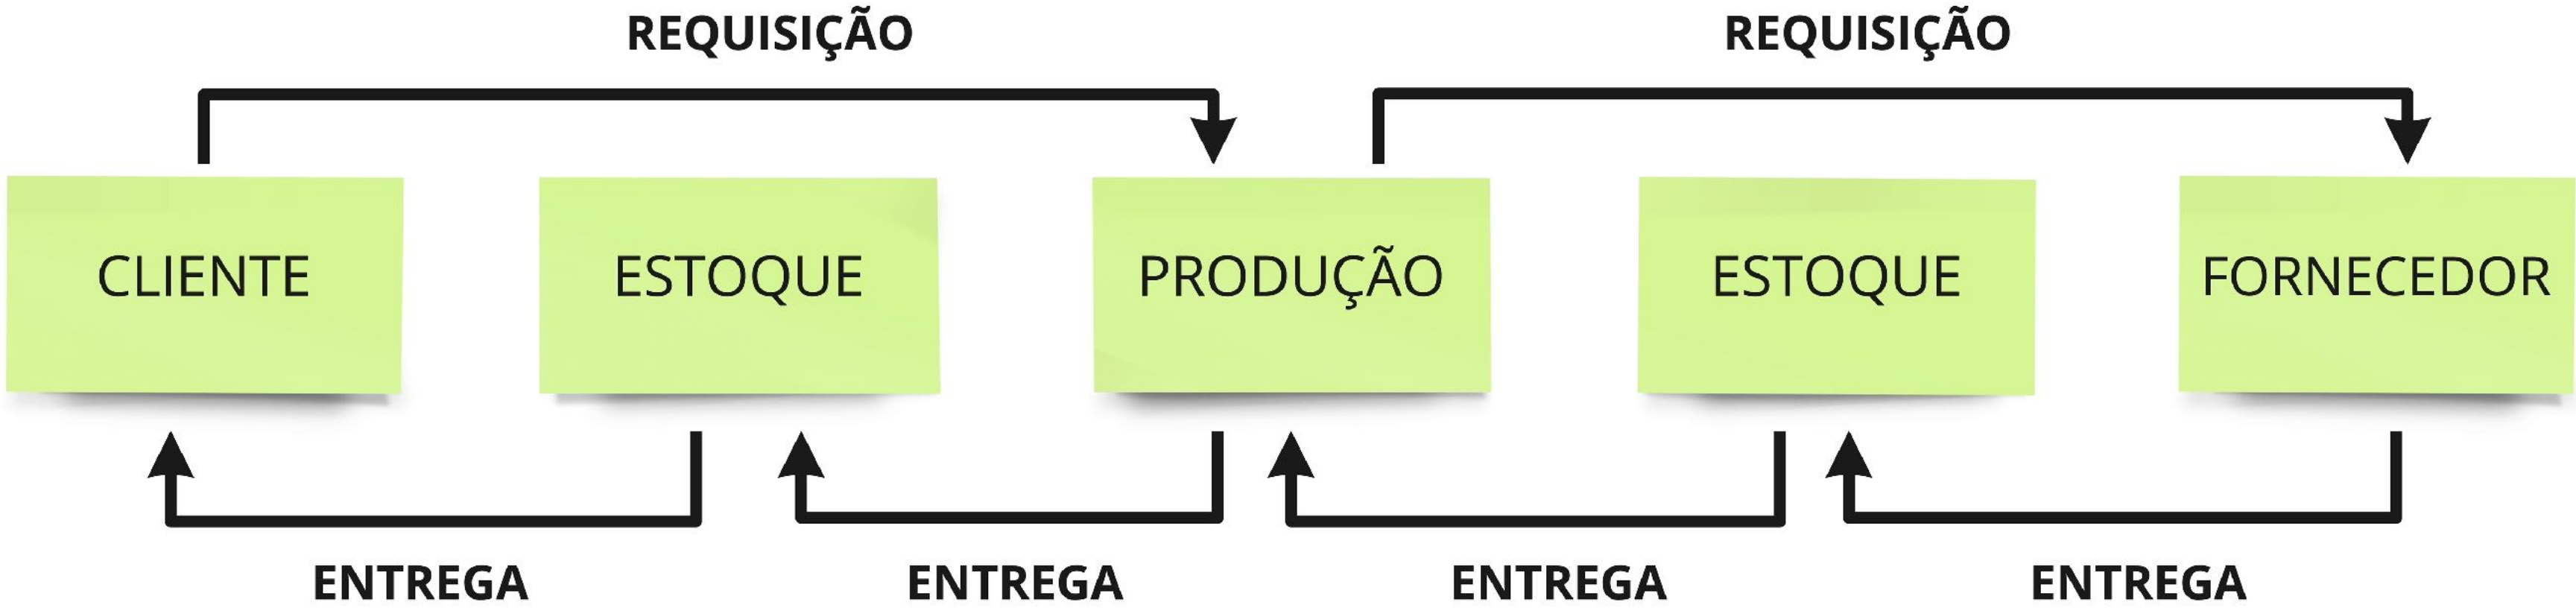 REQUISIÇÃO
REQUISIÇÃO
CLIENTE
ESTOQUE
PRODUÇÃO
ESTOQUE
FORNECEDOR
ENTREGA
ENTREGA
ENTREGA
ENTREGA